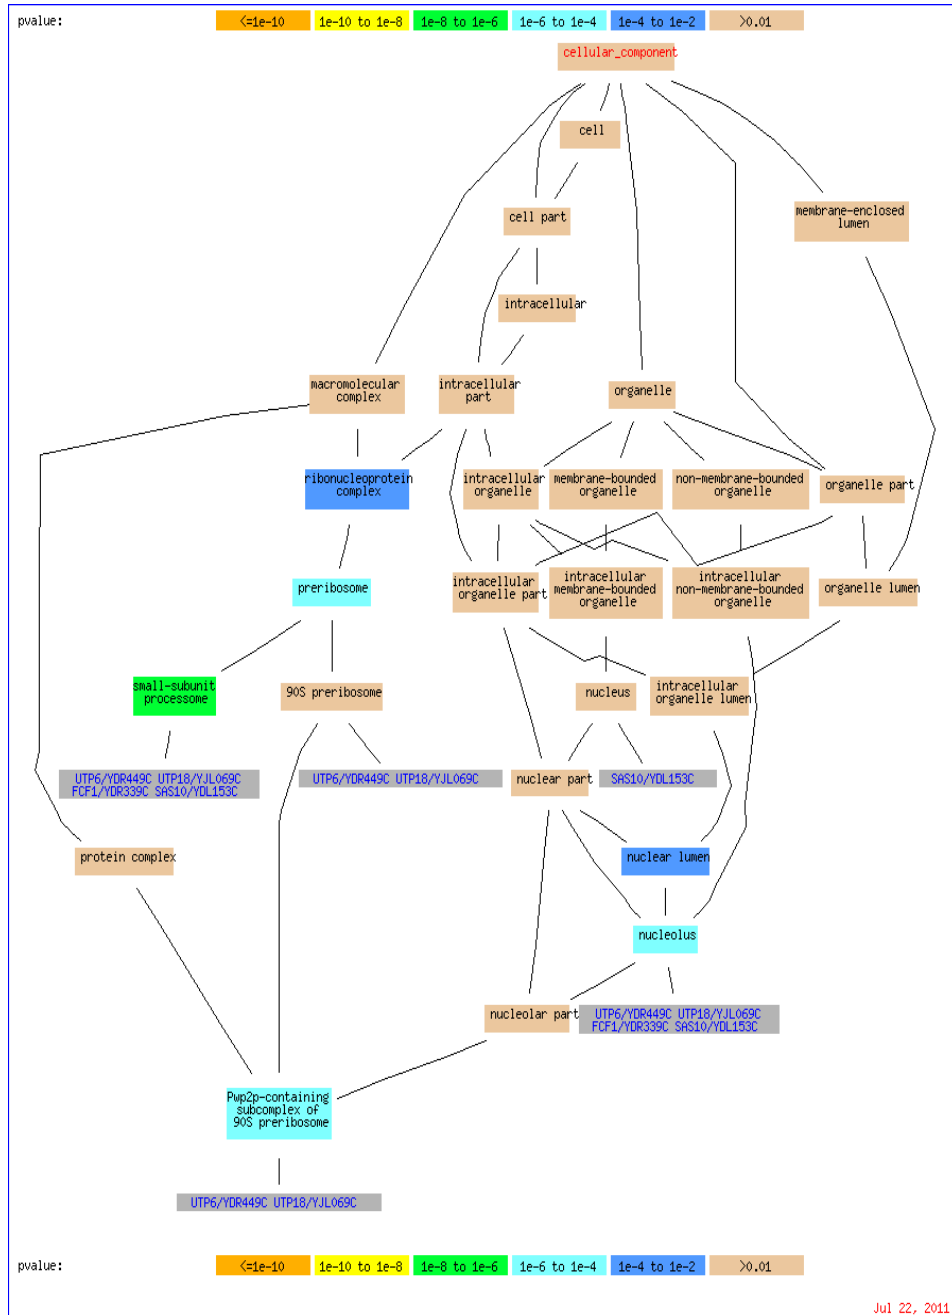 pvalue: <=1e-10 1e-10 to 1e-8 1e-8 to 1e-6 1e-6 to 1e-4 1e-4 to 1e-2 >0.01
cellular_component
cell
cell part
membrane-enclosed
lumen
intracellular
macromolecular
complex
intracellular
part
organelle
ribonucleoprotein
complex
intracellular
organelle
membrane-bounded
organelle
non-membrane-bounded
organelle
organelle part
preribosome
intracellular
organelle part
intracellular
membrane-bounded
organelle
intracellular
non-membrane-bounded
organelle
organelle lumen
small-subunit
processome
90S preribosome
nucleus
intracellular
organelle lumen
UTP6/YDR449C UTP18/YJL069C
FCF1/YDR339C SAS10/YDL153C
UTP6/YDR449C UTP18/YJL069C
nuclear part
SAS10/YDL153C
protein complex
nuclear lumen
nucleolus
nucleolar part
UTP6/YDR449C UTP18/YJL069C
FCF1/YDR339C SAS10/YDL153C
Pwp2p-containing
subcomplex of
90S preribosome
UTP6/YDR449C UTP18/YJL069C
pvalue: <=1e-10 1e-10 to 1e-8 1e-8 to 1e-6 1e-6 to 1e-4 1e-4 to 1e-2 >0.01
Jul 22, 2011